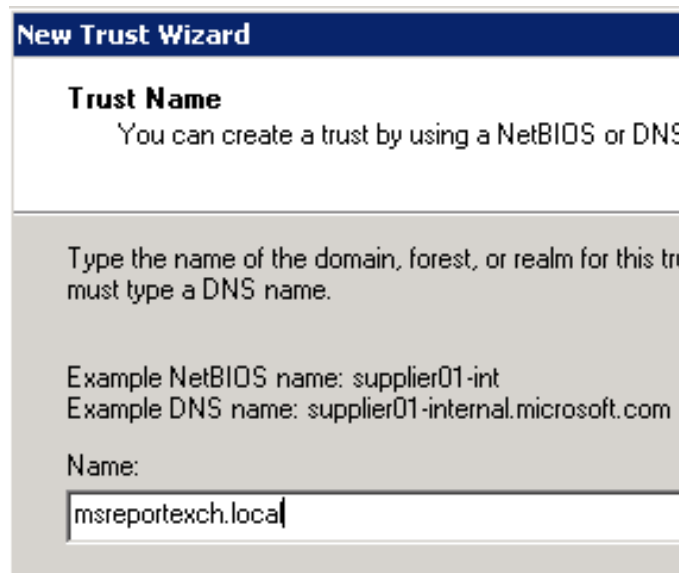 New Trust Wizard
Trust Name
You can create a trust by using a NetBIOS or DNS
Type the name of the domain, forest, or realm for this
must type a DNS name.
Example NetBIOS name: supplier01-int
Example DNS name: supplier01-internal.microsoft.com
Name:
msreportexch.local